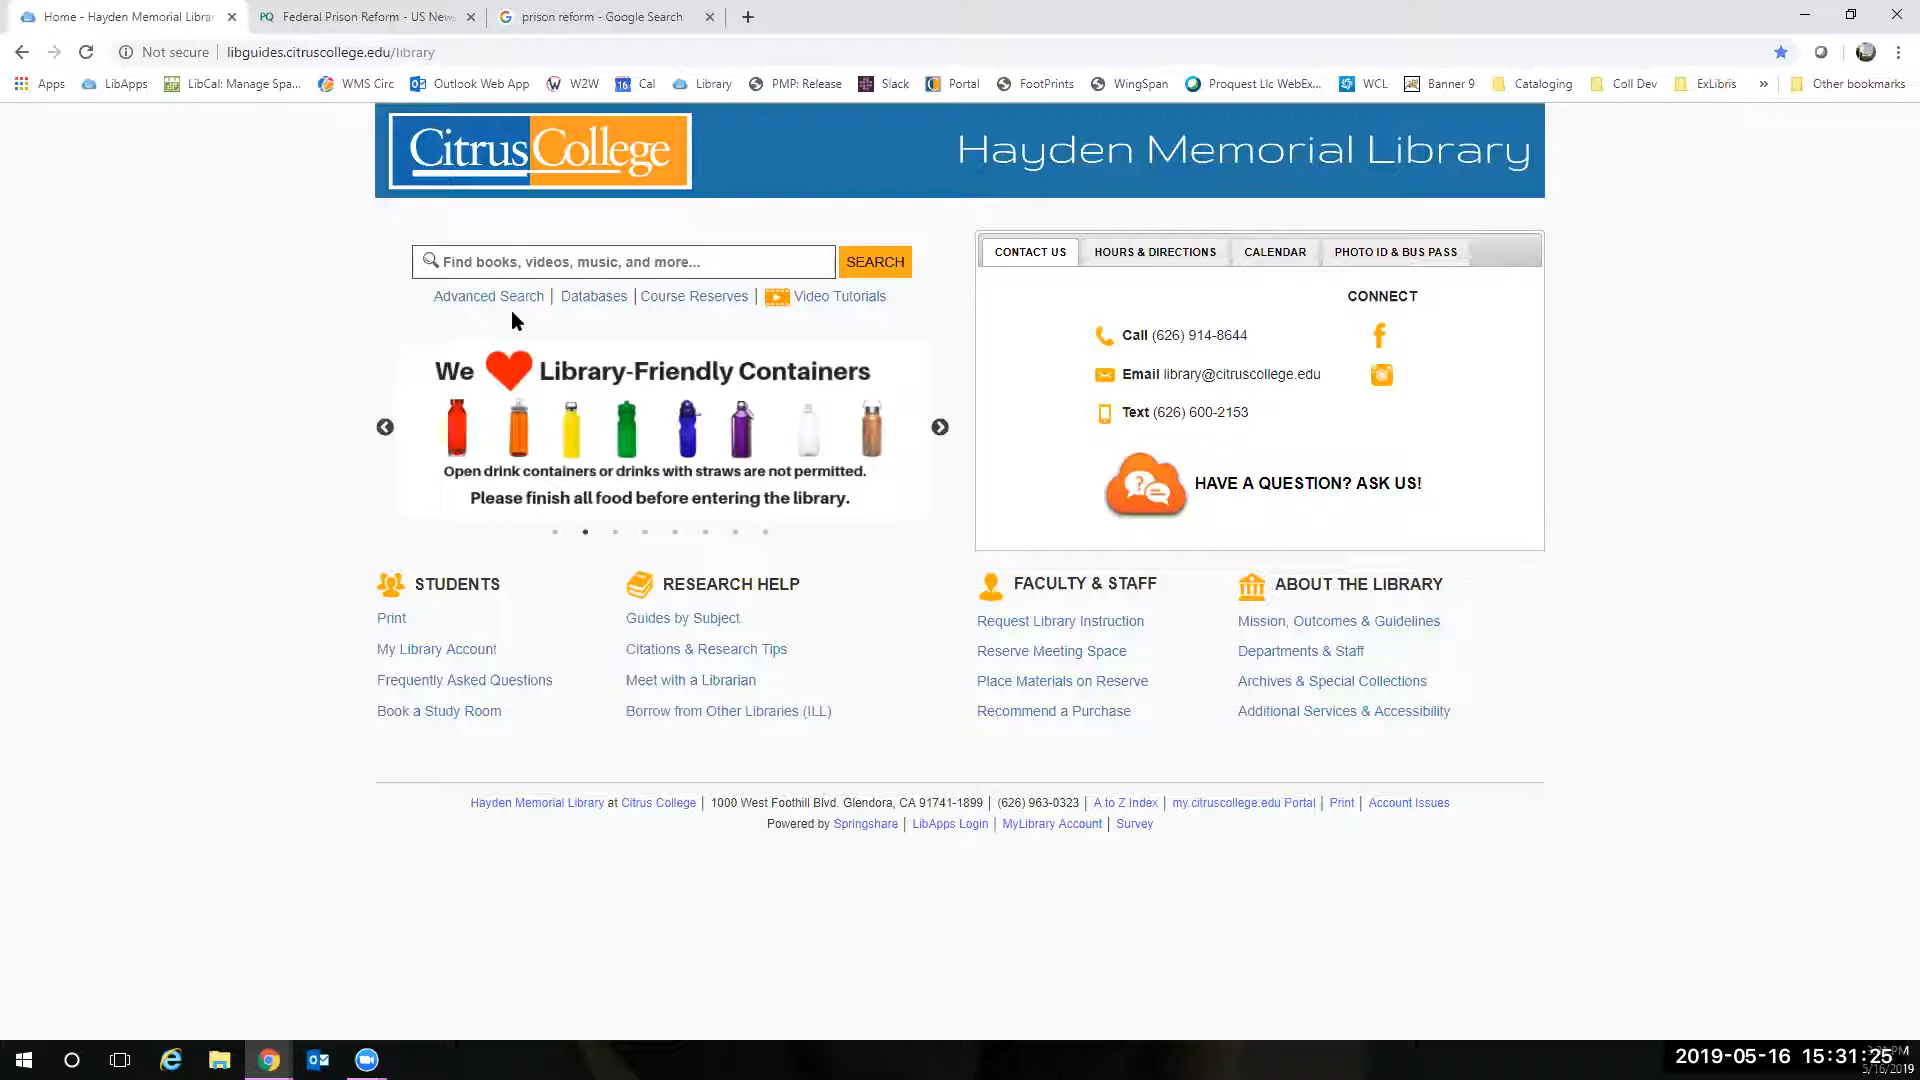 Home - Hayden Memorial Librar
PQ Federal Prison Reform - US New
prison reform - Google Search
Not secure | libguides.citruscollege.edu/library
Apps LibApps LibCal: Manage Spa... WMS Circ Outlook Web App W2W 16 Cal Library PMP: Release Slack Portal FootPrints WingSpan Proquest Llc WebEx... WCL Banner 9 Cataloging Coll Dev ExLibris » Other bookmarks
Citrus College
Hayden Memorial Library
Find books, videos, music, and more... SEARCH
Advanced Search | Databases | Course Reserves | Video Tutorials
We Library-Friendly Containers
Open drink containers or drinks with straws are not permitted.
Please finish all food before entering the library.
CONTACT US HOURS & DIRECTIONS CALENDAR PHOTO ID & BUS PASS
CONNECT
Call (626) 914-8644
Email library@citruscollege.edu
Text (626) 600-2153
HAVE A QUESTION? ASK US!
STUDENTS
Print
My Library Account
Frequently Asked Questions
Book a Study Room
RESEARCH HELP
Guides by Subject
Citations & Research Tips
Meet with a Librarian
Borrow from Other Libraries (ILL)
FACULTY & STAFF
Request Library Instruction
Reserve Meeting Space
Place Materials on Reserve
Recommend a Purchase
ABOUT THE LIBRARY
Mission, Outcomes & Guidelines
Departments & Staff
Archives & Special Collections
Additional Services & Accessibility
Hayden Memorial Library at Citrus College | 1000 West Foothill Blvd. Glendora, CA 91741-1899 | (626) 963-0323 | A to Z Index | my.citruscollege.edu Portal | Print | Account Issues
Powered by Springshare | LibApps Login | MyLibrary Account | Survey
2019-05-16 15:31:25
5/16/2019